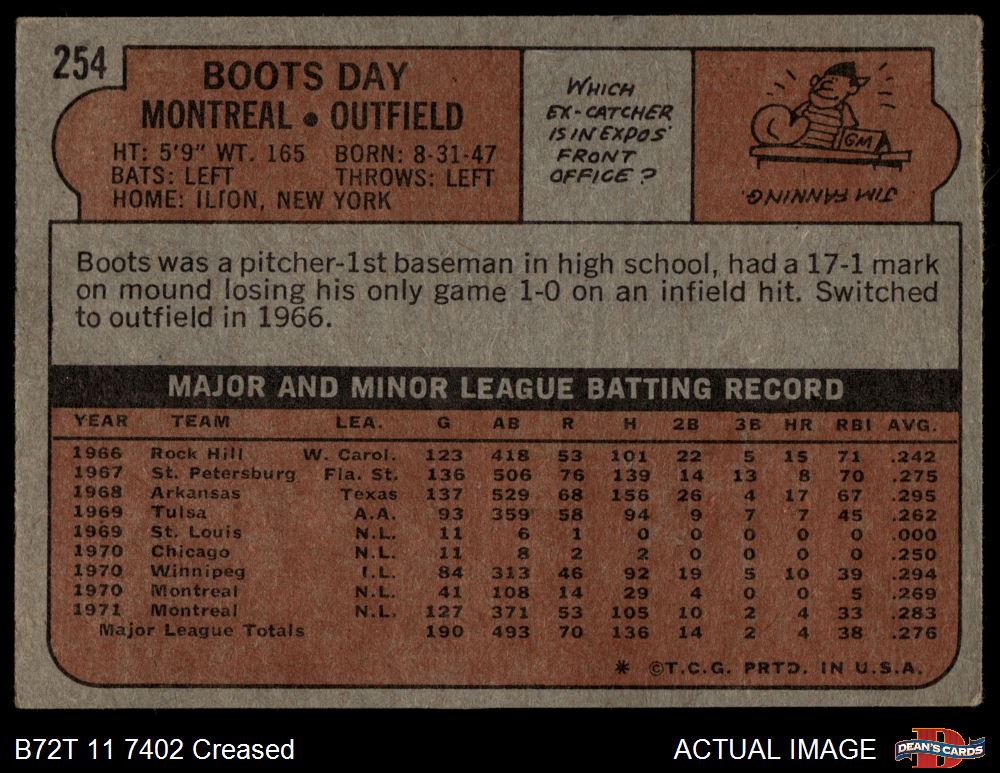 254
BOOTS DAY
MONTREAL • OUTFIELD
HT: 5'9" WT. 165 BORN: 8-31-47
BATS: LEFT THROWS: LEFT
HOME: ILION, NEW YORK
WHICH
EX-CATCHER
IS IN EXPOS'
FRONT
OFFICE?
GM
JIM FANNING.
Boots was a pitcher-1st baseman in high school, had a 17-1 mark
on mound losing his only game 1-0 on an infield hit. Switched
to outfield in 1966.
MAJOR AND MINOR LEAGUE BATTING RECORD
YEAR TEAM LEA. G AB R H 2B 3B HR RBI AVG.
1966 Rock Hill W. Carol. 123 418 53 101 22 5 15 71 .242
1967 St. Petersburg Fla. St. 136 506 76 139 14 13 8 70 .275
1968 Arkansas Texas 137 529 68 156 26 4 17 67 .295
1969 Tulsa A.A. 93 359 58 94 9 7 7 45 .262
1969 St. Louis N.L. 11 6 1 0 0 0 0 0 .000
1970 Chicago N.L. 11 8 2 2 0 0 0 0 .250
1970 Winnipeg I.L. 84 313 46 92 19 5 10 39 .294
1970 Montreal N.L. 41 108 14 29 4 0 0 5 .269
1971 Montreal N.L. 127 371 53 105 10 2 4 33 .283
Major League Totals 190 493 70 136 14 2 4 38 .276
* ©T.C.G. PRTD. IN U.S.A.
B72T 11 7402 Creased
ACTUAL IMAGE
B
DEAN'S CARDS